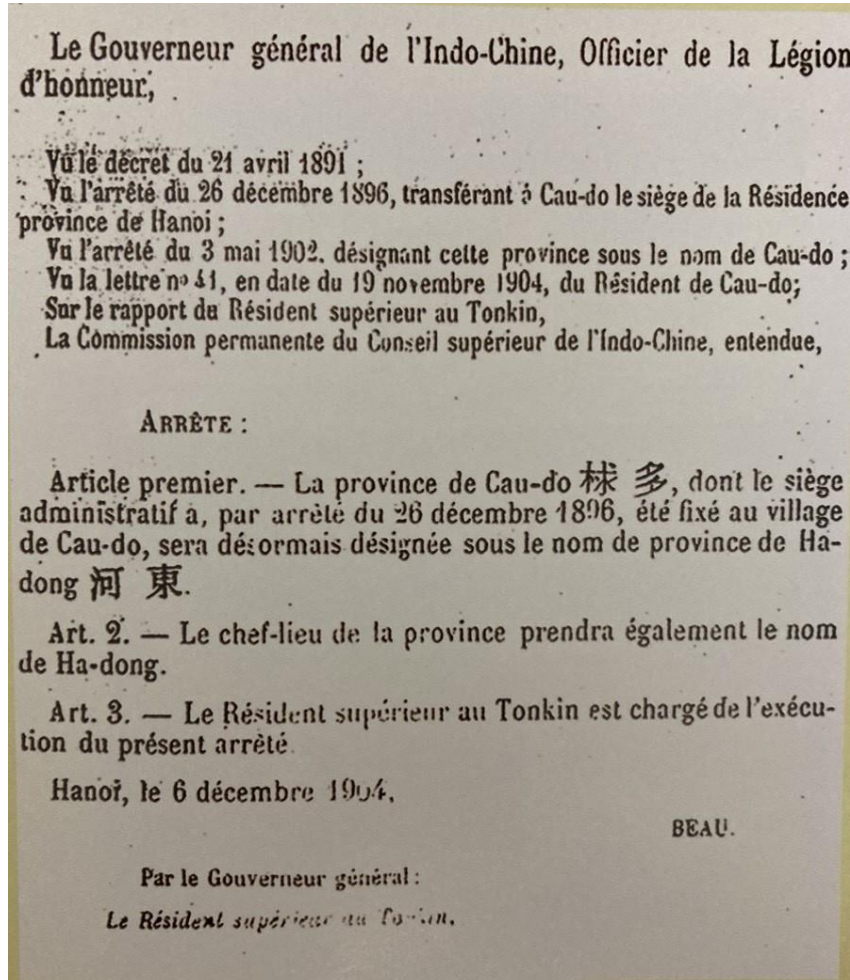 Le Gouverneur général de l'Indo-Chine, Officier de la Légion
d'honneur,
Vu le décret du 21 avril 1891 ;
Vu l'arrêté du 26 décembre 1896, transférant à Cau-do le siège de la Résidence
province de Hanoi ;
Vu l'arrêté du 3 mai 1902, désignant cette province sous le nom de Cau-do ;
Vu la lettre nº 41, en date du 19 novembre 1904, du Résident de Cau-do;
Sur le rapport du Résident supérieur au Tonkin,
La Commission permanente du Conseil supérieur de l'Indo-Chine, entendue,
ARRÊTE :
Article premier. — La province de Cau-do 梂 多, dont le siège
administratif a, par arrêté du 26 décembre 1896, été fixé au village
de Cau-do, sera désormais désignée sous le nom de province de Ha-
dong 河 東.
Art. 2. — Le chef-lieu de la province prendra également le nom
de Ha-dong.
Art. 3. — Le Résident supérieur au Tonkin est chargé de l'exécu-
tion du présent arrêté.
Hanoï, le 6 décembre 1904.
BEAU.
Par le Gouverneur général :
Le Résident supérieur au Tonkin,